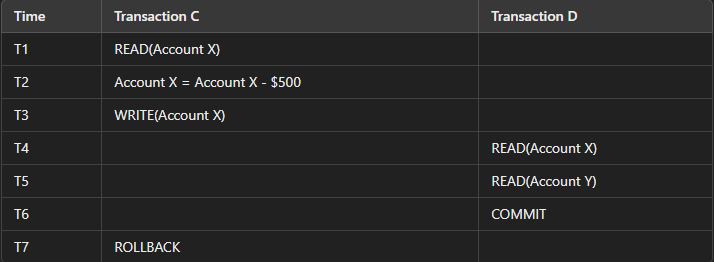 Time Transaction C Transaction D
T1 READ(Account X)
T2 Account X = Account X - $500
T3 WRITE(Account X)
T4 READ(Account X)
T5 READ(Account Y)
T6 COMMIT
T7 ROLLBACK